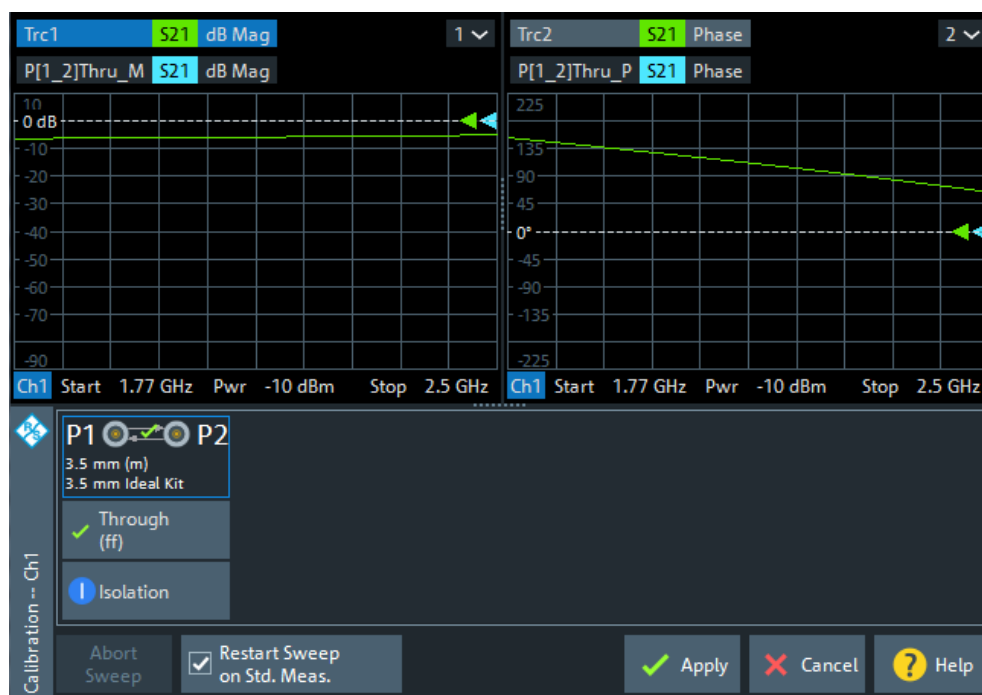 Trc1 S21 dB Mag 1
P[1_2]Thru_M S21 dB Mag
10
0 dB
-10
-20
-30
-40
-50
-60
-70
-90
Ch1 Start 1.77 GHz Pwr -10 dBm Stop 2.5 GHz
Trc2 S21 Phase 2
P[1_2]Thru_P S21 Phase
225
135
90
45
0°
-45
-90
-135
-225
Ch1 Start 1.77 GHz Pwr -10 dBm Stop 2.5 GHz
R&S
Calibration -- Ch1
P1 P2
3.5 mm (m)
3.5 mm Ideal Kit
Through
(ff)
I Isolation
Abort
Sweep
Restart Sweep
on Std. Meas.
Apply
Cancel
? Help